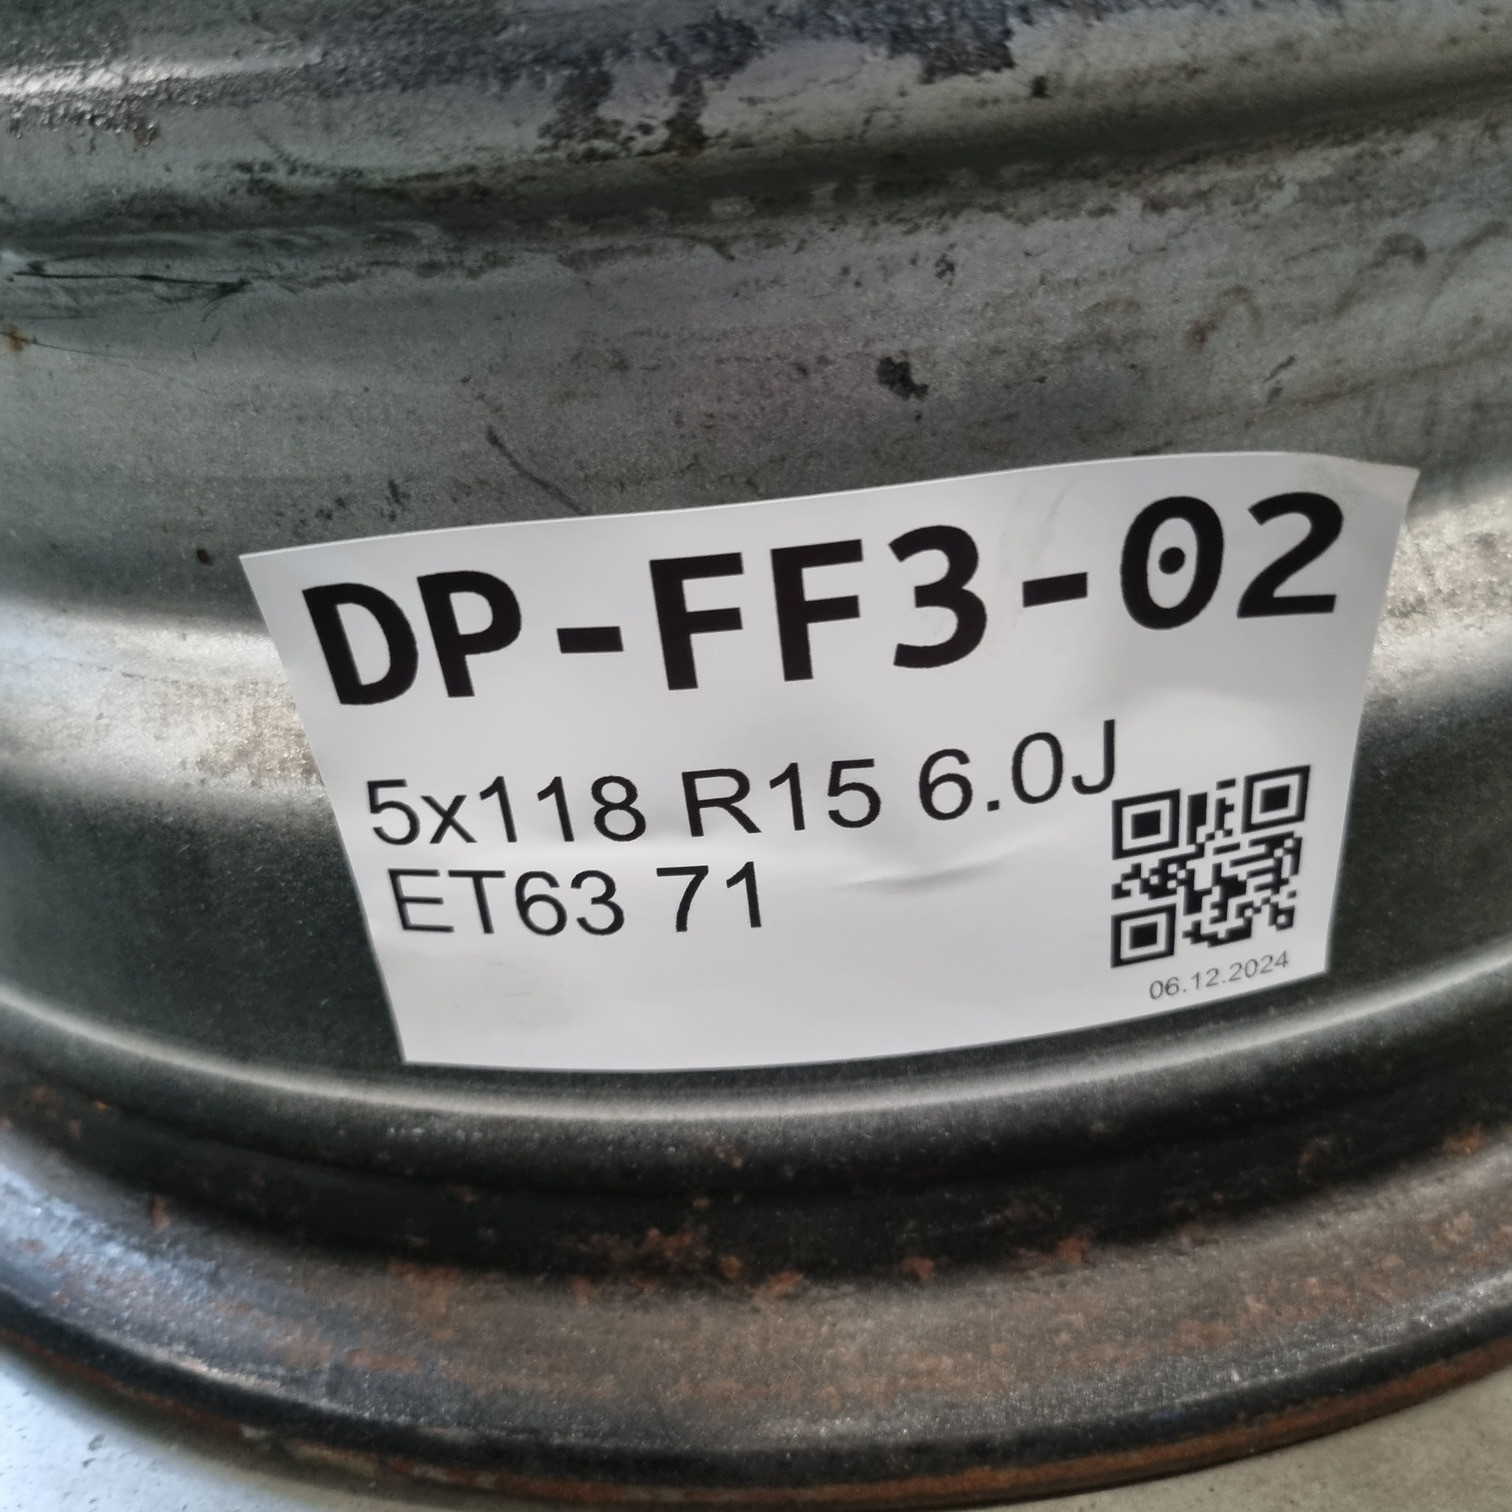 DP-FF3-02
5x118 R15 6.0J
ET63 71
06.12.2024